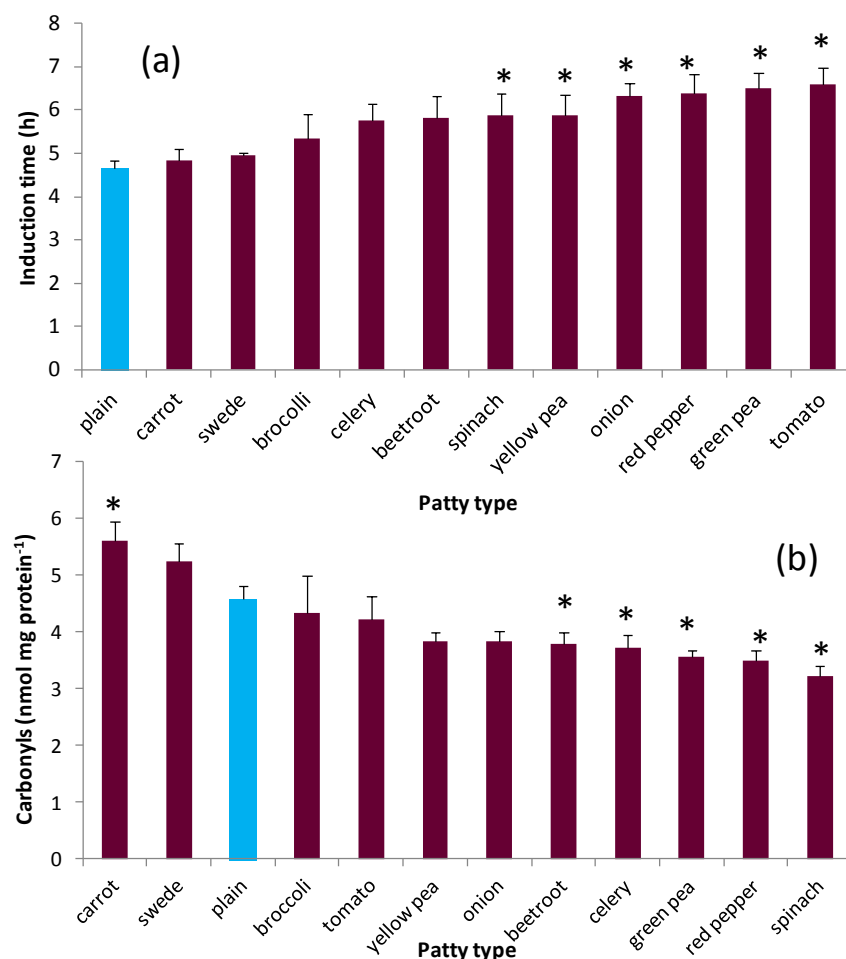 (a)
Induction time (h)
8
7
6
5
4
3
2
1
0
* * * * * *
plain
carrot
swede
brocolli
celery
beetroot
spinach
yellow pea
onion
red pepper
green pea
tomato
Patty type
(b)
Carbonyls (nmol mg protein⁻¹)
7
6
5
4
3
2
1
0
* * * * * *
carrot
swede
plain
broccoli
tomato
yellow pea
onion
beetroot
celery
green pea
red pepper
spinach
Patty type